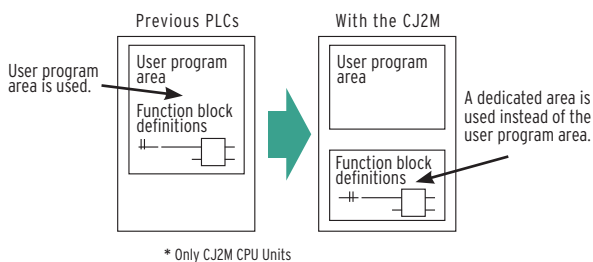 Previous PLCs
With the CJ2M
User program
area is used.
User program
area
Function block
definitions
User program
area
Function block
definitions
A dedicated area is
used instead of the
user program area.
* Only CJ2M CPU Units